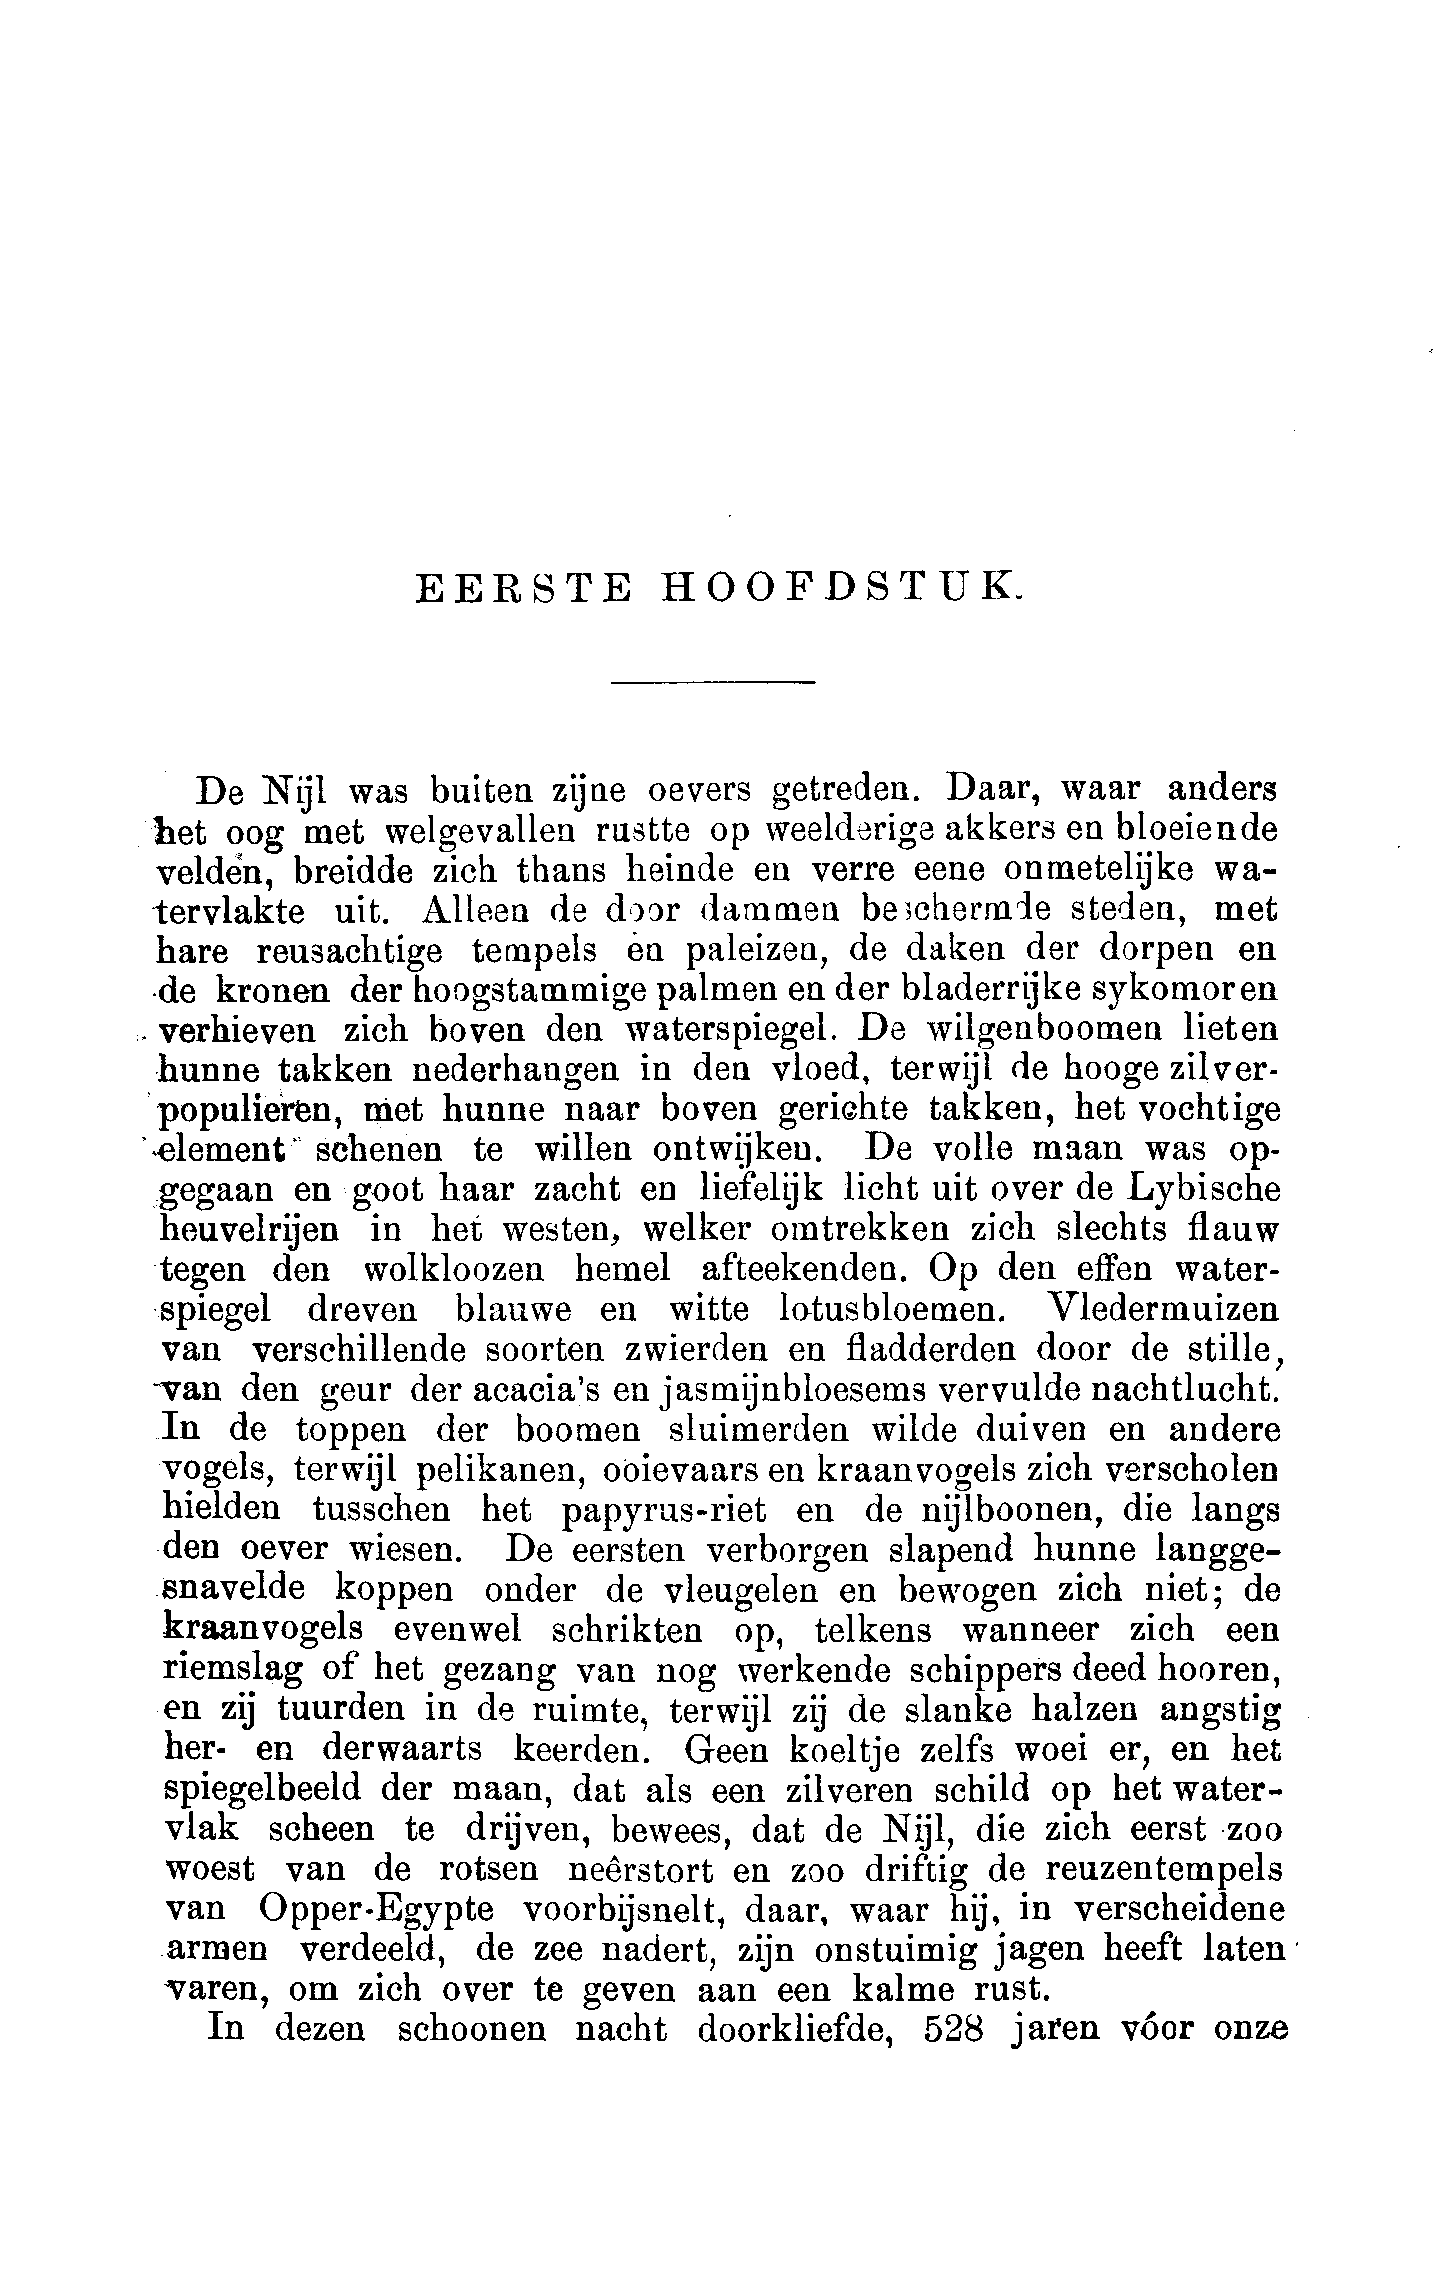 EERSTE HOOFDSTUK.
De Nijl was buiten zijne oevers getreden. Daar, waar anders
het oog met welgevallen rustte op weelderige akkers en bloeiende
velden, breidde zich thans heinde en verre eene onmetelijke wa-
tervlakte uit. Alleen de door dammen beschermde steden, met
hare reusachtige tempels en paleizen, de daken der dorpen en
de kronen der hoogstammige palmen en der bladerrijke sykomoren
verhieven zich boven den waterspiegel. De wilgenboomen lieten
hunne takken nederhangen in den vloed, terwijl de hooge zilver-
populieren, met hunne naar boven gerichte takken, het vochtige
element schenen te willen ontwijken. De volle maan was op-
gegaan en goot haar zacht en liefelijk licht uit over de Lybische
heuvelrijen in het westen, welker omtrekken zich slechts flauw
tegen den wolkloozen hemel afteekenden. Op den effen water-
spiegel dreven blauwe en witte lotusbloemen. Vledermuizen
van verschillende soorten zwierden en fladderden door de stille,
van den geur der acacia's en jasmijnbloesems vervulde nachtlucht.
In de toppen der boomen sluimerden wilde duiven en andere
vogels, terwijl pelikanen, ooievaars en kraanvogels zich verscholen
hielden tusschen het papyrus-riet en de nijlboonen, die langs
den oever wiesen. De eersten verborgen slapend hunne langge-
snavelde koppen onder de vleugelen en bewogen zich niet; de
kraanvogels evenwel schrikten op, telkens wanneer zich een
riemslag of het gezang van nog werkende schippers deed hooren,
en zij tuurden in de ruimte, terwijl zij de slanke halzen angstig
her- en derwaarts keerden. Geen koeltje zelfs woei er, en het
spiegelbeeld der maan, dat als een zilveren schild op het water-
vlak scheen te drijven, bewees, dat de Nijl, die zich eerst zoo
woest van de rotsen neêrstort en zoo driftig de reuzentempels
van Opper-Egypte voorbijsnelt, daar, waar hij, in verscheidene
armen verdeeld, de zee nadert, zijn onstuimig jagen heeft laten
varen, om zich over te geven aan een kalme rust.
In dezen schoonen nacht doorkliefde, 528 jaren vóor onze